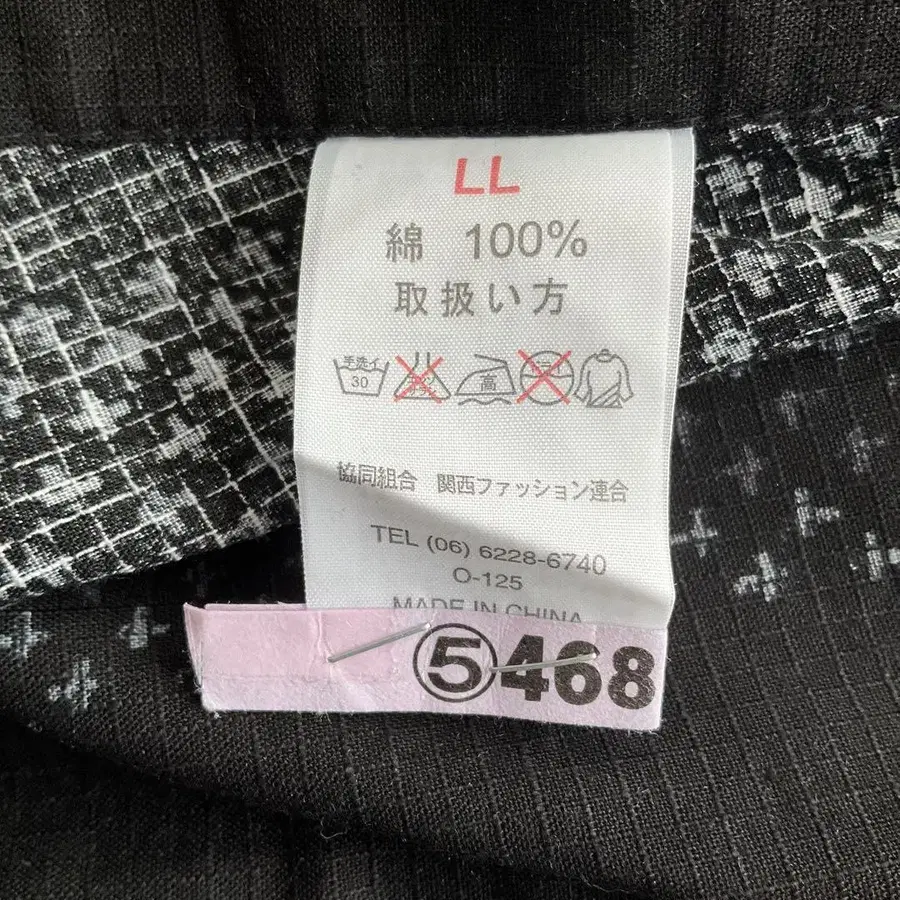 LL
綿 100%
取扱い方
手洗イ
30
高
協同組合 関西ファッション連合
TEL (06) 6228-6740
O-125
MADE IN CHINA
⑤468